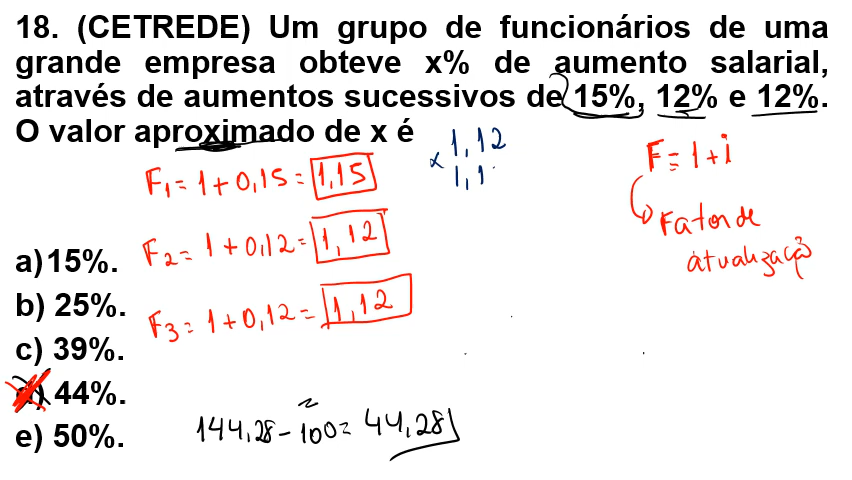 18. (CETREDE) Um grupo de funcionários de uma
grande empresa obteve x% de aumento salarial,
através de aumentos sucessivos de 15%, 12% e 12%.
O valor aproximado de x é
× 1,12
1,1
F = 1 + i
Fator de
atualização
F1 = 1 + 0,15 = 1,15
F2 = 1 + 0,12 = 1,12
F3 = 1 + 0,12 = 1,12
a) 15%.
b) 25%.
c) 39%.
d) 44%.
e) 50%.
144,28 - 100 = 44,28